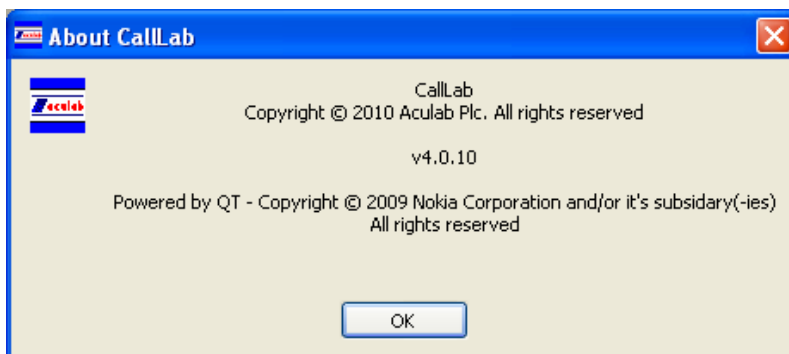 About CallLab
Aculab
CallLab
Copyright © 2010 Aculab Plc. All rights reserved
v4.0.10
Powered by QT - Copyright © 2009 Nokia Corporation and/or it's subsidary(-ies)
All rights reserved
OK